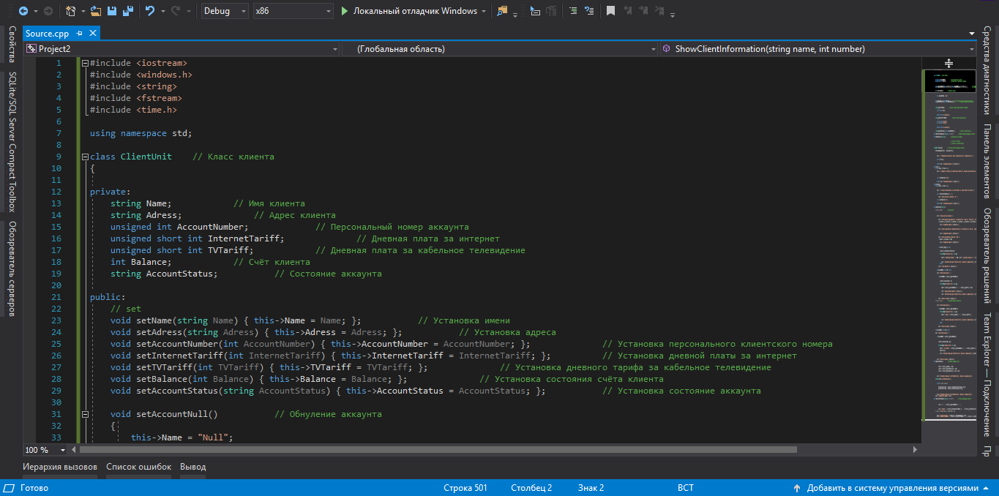 Debug x86 Локальный отладчик Windows
Source.cpp
Project2 (Глобальная область) ShowClientInformation(string name, int number)
Свойства
SQLite/SQL Server Compact Toolbox
Обозреватель серверов
1 #include <iostream>
2 #include <windows.h>
3 #include <string>
4 #include <fstream>
5 #include <time.h>
6
7 using namespace std;
8
9 class ClientUnit // Класс клиента
10 {
11
12 private:
13 string Name; // Имя клиента
14 string Adress; // Адрес клиента
15 unsigned int AccountNumber; // Персональный номер аккаунта
16 unsigned short int InternetTariff; // Дневная плата за интернет
17 unsigned short int TVTariff; // Дневная плата за кабельное телевидение
18 int Balance; // Счёт клиента
19 string AccountStatus; // Состояние аккаунта
20
21 public:
22 // set
23 void setName(string Name) { this->Name = Name; }; // Установка имени
24 void setAdress(string Adress) { this->Adress = Adress; }; // Установка адреса
25 void setAccountNumber(int AccountNumber) { this->AccountNumber = AccountNumber; }; // Установка персонального клиентского номера
26 void setInternetTariff(int InternetTariff) { this->InternetTariff = InternetTariff; }; // Установка дневной платы за интернет
27 void setTVTariff(int TVTariff) { this->TVTariff = TVTariff; }; // Установка дневного тарифа за кабельное телевидение
28 void setBalance(int Balance) { this->Balance = Balance; }; // Установка состояния счёта клиента
29 void setAccountStatus(string AccountStatus) { this->AccountStatus = AccountStatus; }; // Установка состояние аккаунта
30
31 void setAccountNull() // Обнуление аккаунта
32 {
33 this->Name = "Null";
Средства диагностики
Панель элементов
Обозреватель решений
Team Explorer — Подключение
Пр
100 %
Иерархия вызовов Список ошибок Вывод
Готово Строка 501 Столбец 2 Знак 2 ВСТ Добавить в систему управления версиями